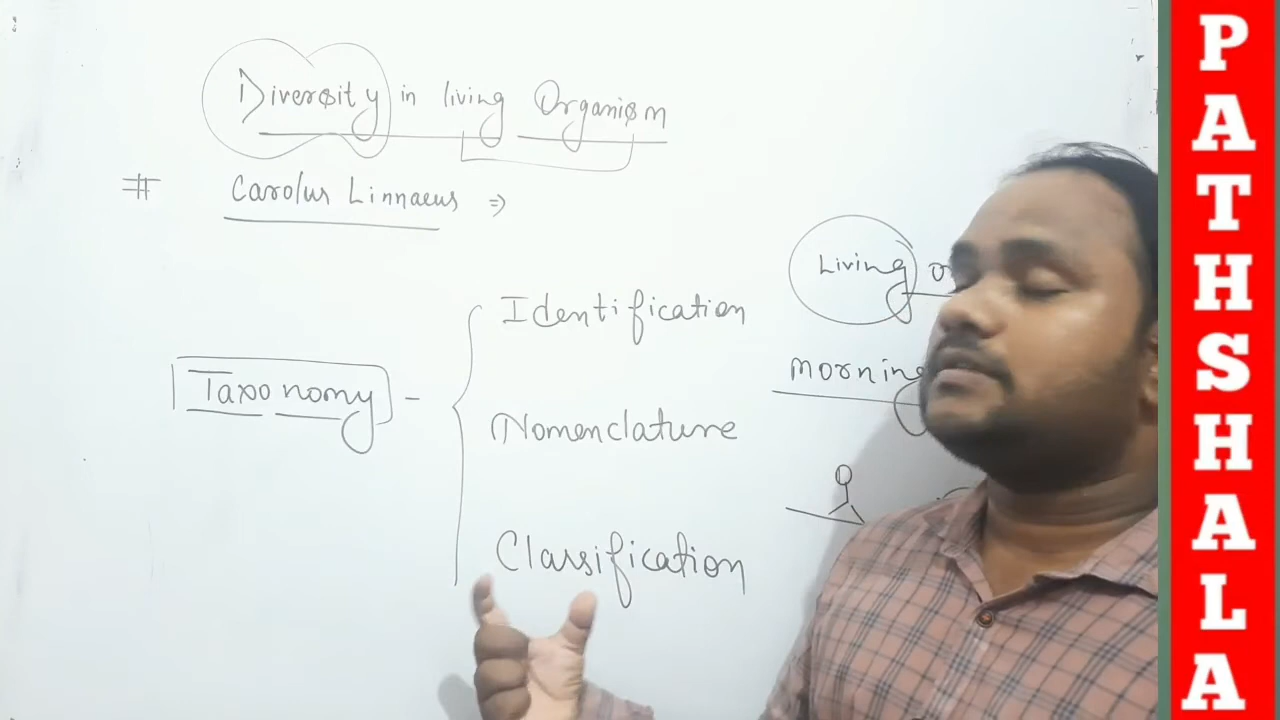 Diversity in living Organism
# Carolus Linnaeus ⇒
Living
Identification
morning
Taxonomy -
Nomenclature
Classification
PATHSHALA